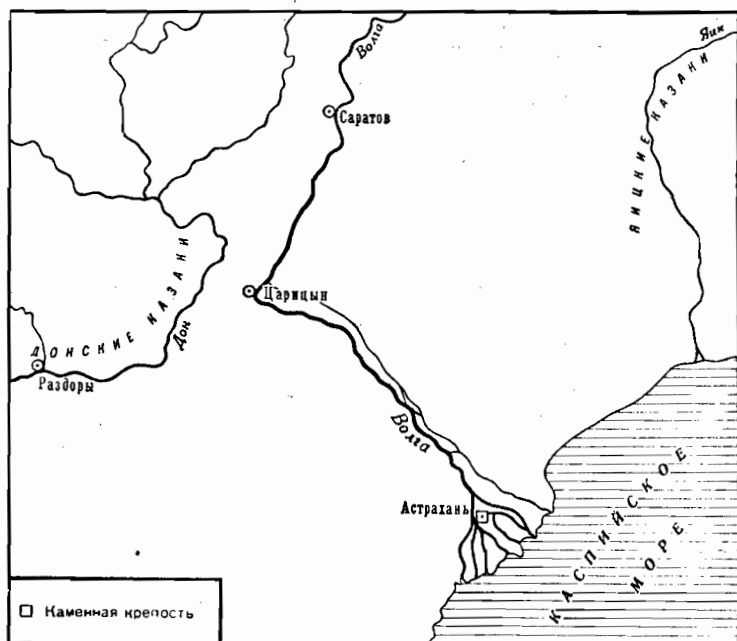 Волга
Яик
Саратов
ЯИЦКИЕ КАЗАКИ
Царицын
ДОНСКИЕ КАЗАКИ
Дон
Раздоры
Волга
Астрахань
КАСПИЙСКОЕ
МОРЕ
Каменная крепость